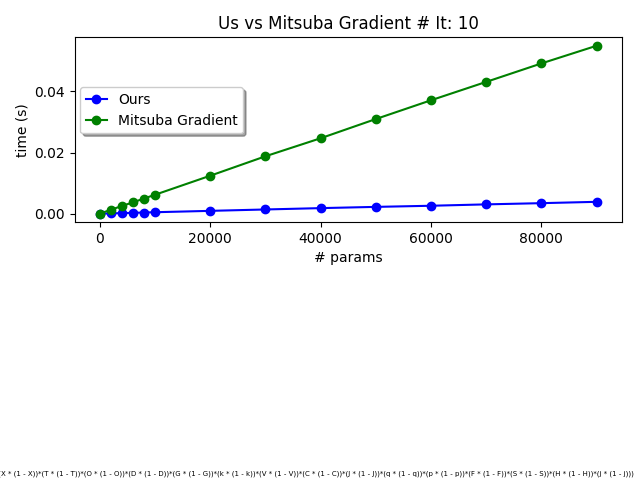 Us vs Mitsuba Gradient # It: 10
time (s)
0.04
0.02
0.00
Ours
Mitsuba Gradient
0 20000 40000 60000 80000
# params
X * (1 - X))*(T * (1 - T))*(O * (1 - O))*(D * (1 - D))*(G * (1 - G))*(k * (1 - k))*(V * (1 - V))*(C * (1 - C))*(J * (1 - J))*(q * (1 - q))*(p * (1 - p))*(F * (1 - F))*(S * (1 - S))*(H * (1 - H))*(j * (1 - j))))